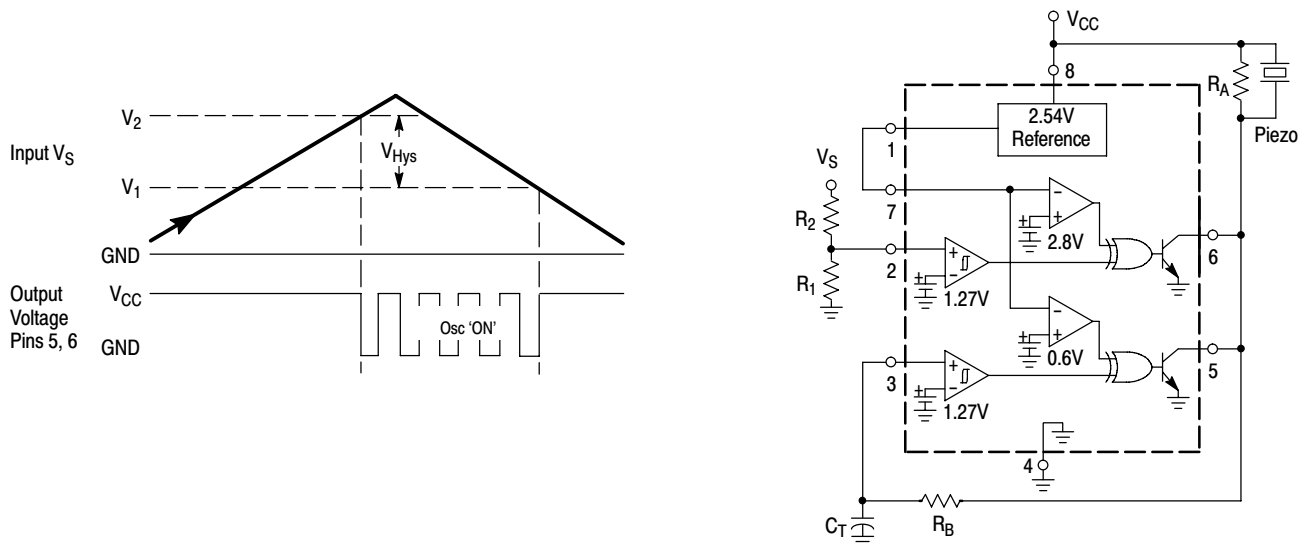 V2
Input VS
VHys
V1
GND
Output
Voltage
Pins 5, 6
VCC
GND
Osc 'ON'
VCC
8
RA
Piezo
2.54V
Reference
1
VS
7
R2
2.8V
6
2
R1
1.27V
0.6V
5
3
1.27V
4
CT
RB